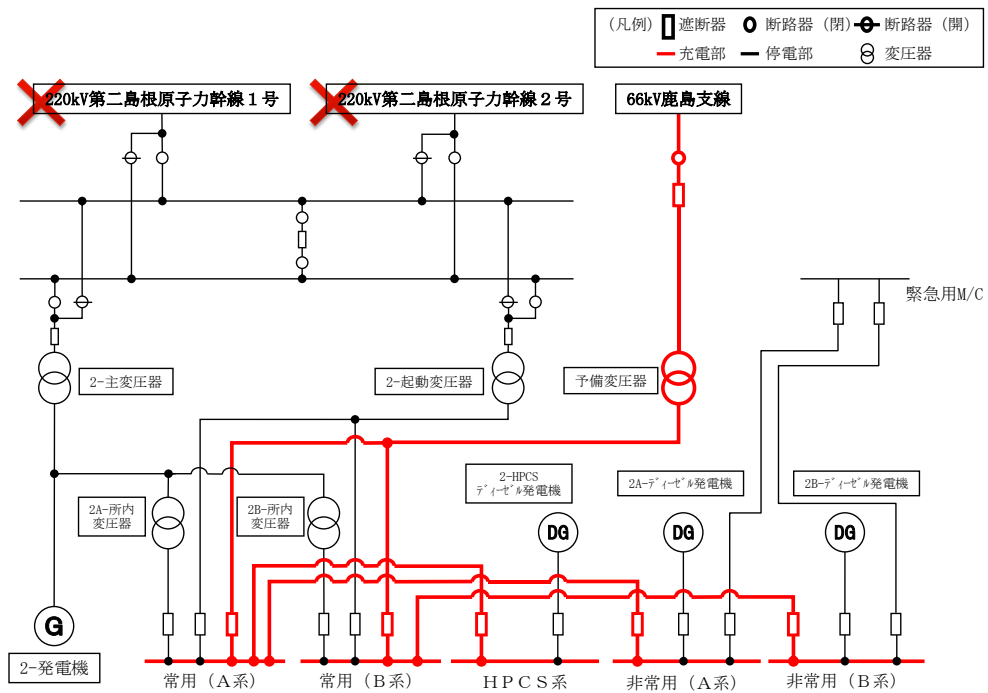 (凡例) 遮断器 断路器 (閉) 断路器 (開)
充電部 停電部 変圧器
220kV第二島根原子力幹線1号
220kV第二島根原子力幹線2号
66kV鹿島支線
緊急用M/C
2-主変圧器
2-起動変圧器
予備変圧器
2A-所内
変圧器
2B-所内
変圧器
2-HPCS
ディーゼル発電機
2A-ディーゼル発電機
2B-ディーゼル発電機
DG
DG
DG
G
2-発電機
常用 (A系)
常用 (B系)
HPCS系
非常用 (A系)
非常用 (B系)